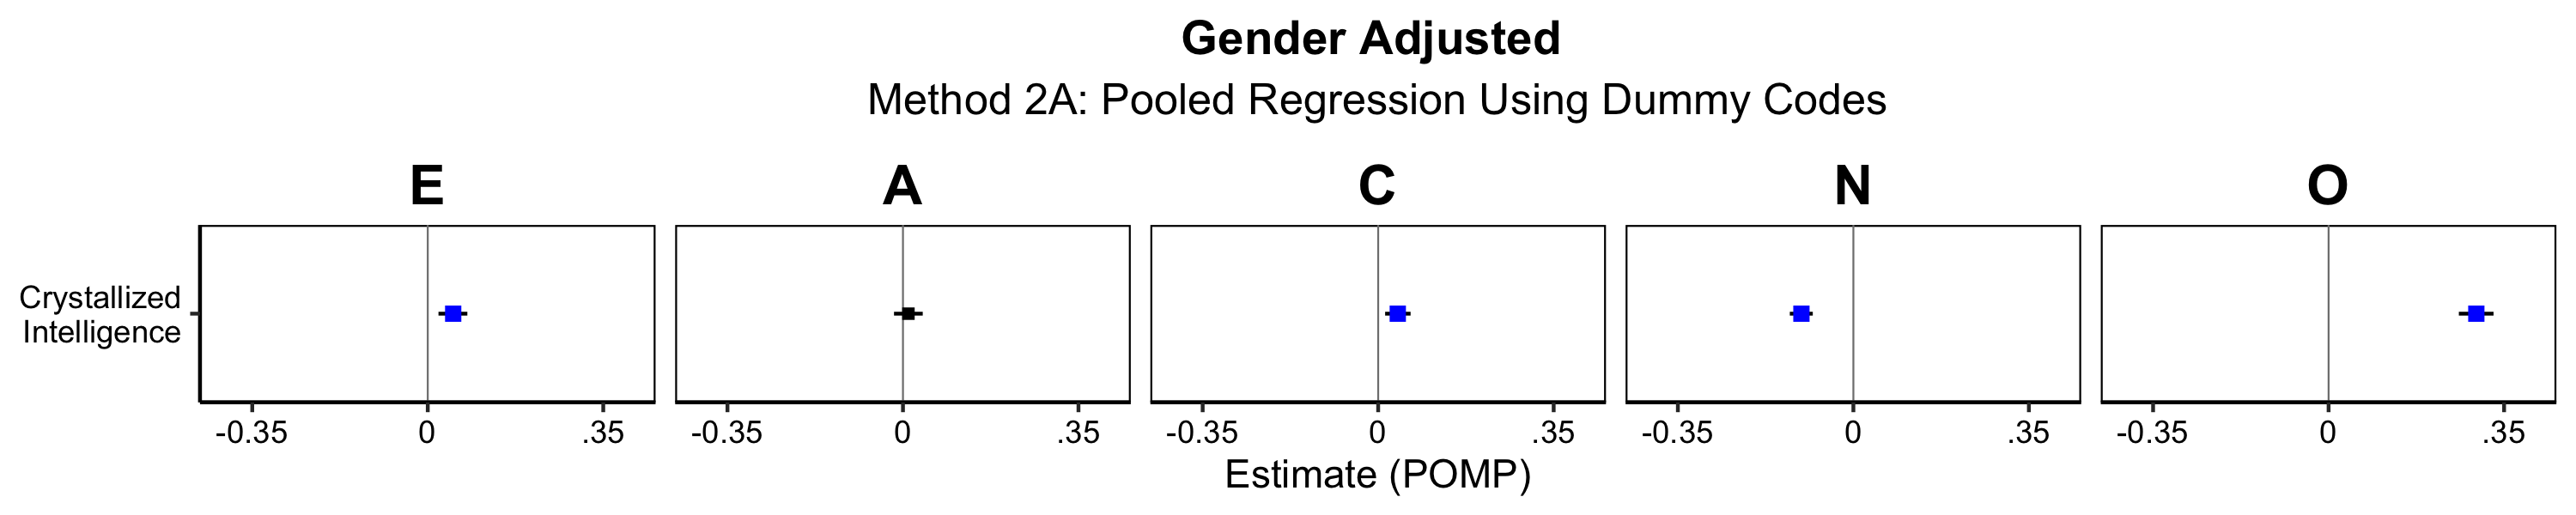 Gender Adjusted
Method 2A: Pooled Regression Using Dummy Codes
E A C N O
Crystallized
Intelligence
-0.35 0 .35 -0.35 0 .35 -0.35 0 .35 -0.35 0 .35 -0.35 0 .35
Estimate (POMP)